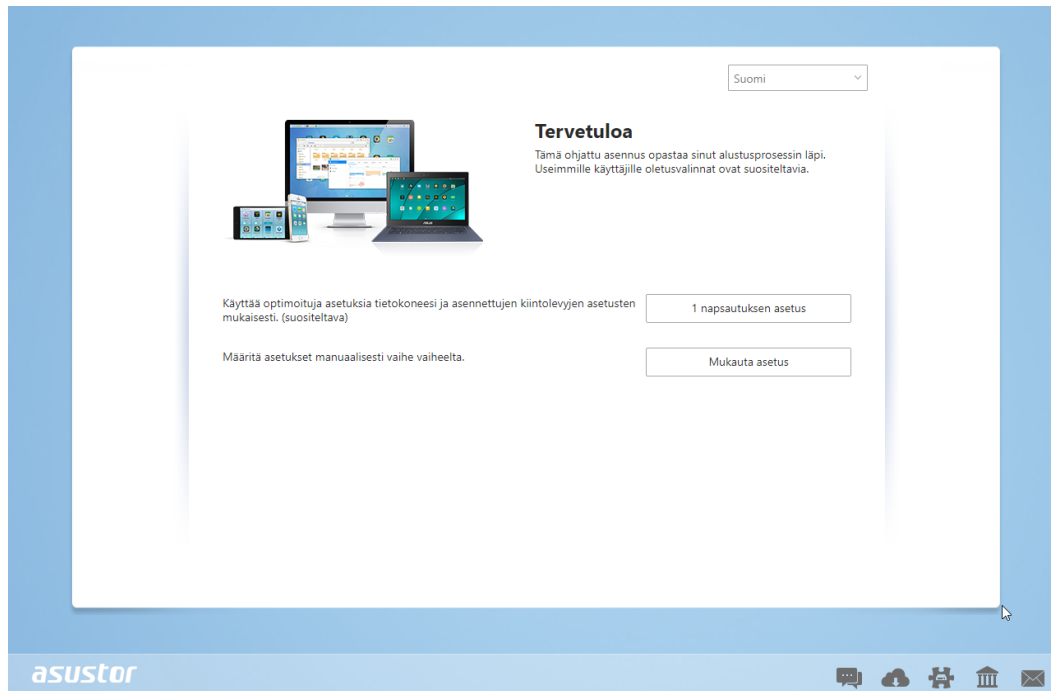 Suomi
Tervetuloa
Tämä ohjattu asennus opastaa sinut alustusprosessin läpi.
Useimmille käyttäjille oletusvalinnat ovat suositeltavia.
Käyttää optimoituja asetuksia tietokoneesi ja asennettujen kiintolevyjen asetusten
mukaisesti. (suositeltava)
1 napsautuksen asetus
Määritä asetukset manuaalisesti vaihe vaiheelta.
Mukauta asetus
asustor